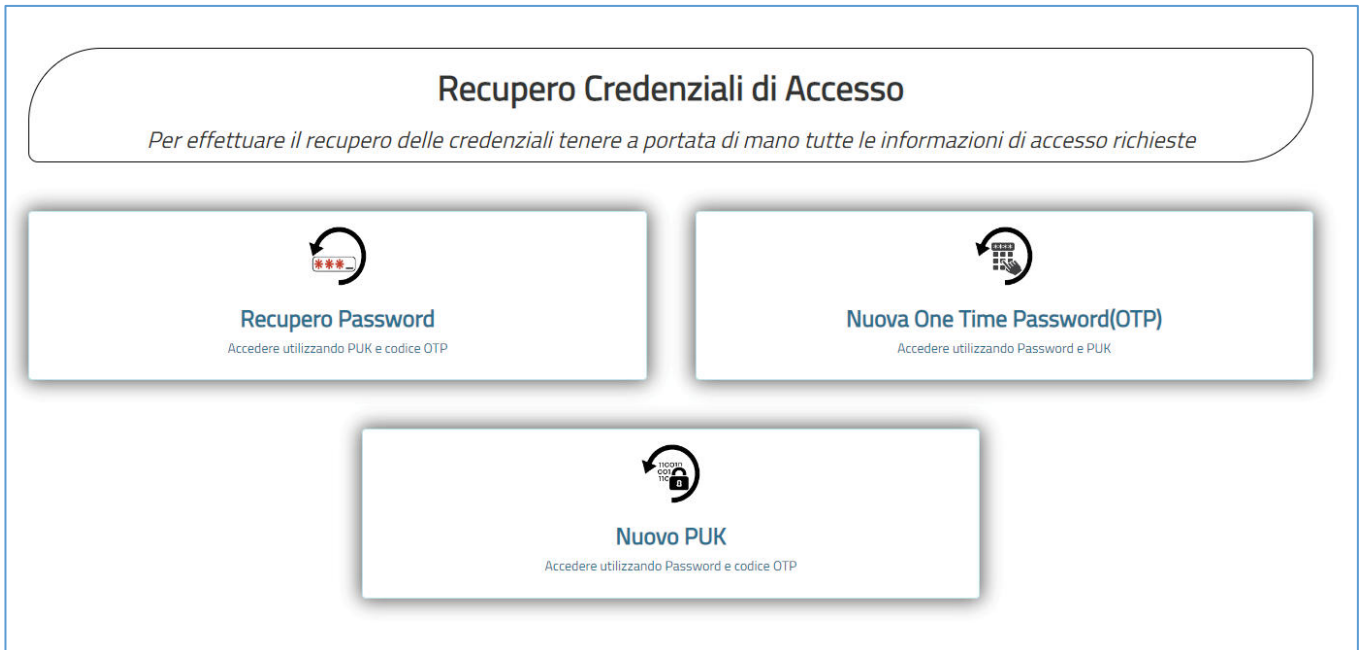 Recupero Credenziali di Accesso
Per effettuare il recupero delle credenziali tenere a portata di mano tutte le informazioni di accesso richieste
***_
Recupero Password
Accedere utilizzando PUK e codice OTP
Nuova One Time Password(OTP)
Accedere utilizzando Password e PUK
Nuovo PUK
Accedere utilizzando Password e codice OTP